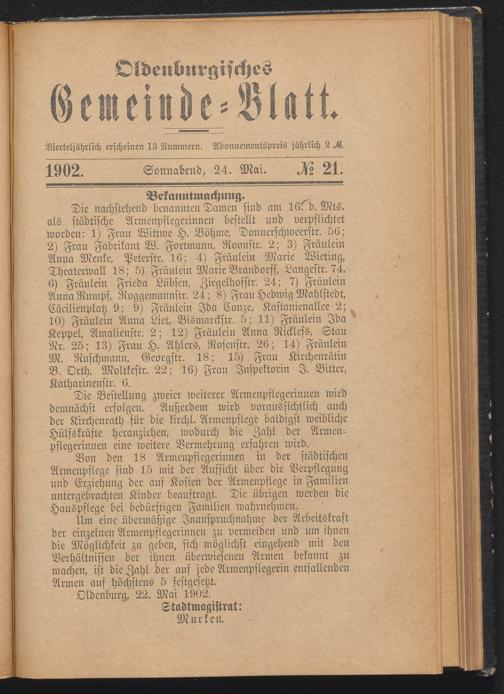 Oldenburgisches
Gemeinde-Blatt.
Vierteljährlich erscheinen 13 Nummern. Abonnementspreis jährlich 2 ℳ.
1902. Sonnabend, 24. Mai. № 21.
Bekanntmachung.
Die nachstehend benannten Damen sind am 16. d. Mts.
als städtische Armenpflegerinnen bestellt und verpflichtet
worden: 1) Frau Wittwe H. Böhme, Donnerschweerstr. 56;
2) Frau Fabrikant W. Fortmann, Roonstr. 2; 3) Fräulein
Anna Menke, Peterstr. 16; 4) Fräulein Marie Wieting,
Theaterwall 18; 5) Fräulein Marie Brandorff, Langestr. 74.
6) Fräulein Frieda Lübsen, Ziegelhofstr. 24; 7) Fräulein
Anna Rumpf, Roggemannstr. 24; 8) Frau Hedwig Mahlstedt,
Cäcilienplatz 9; 9) Fräulein Ida Conze, Kastanienallee 2;
10) Fräulein Anna Liet, Bismarckstr. 5; 11) Fräulein Ida
Keppel, Amalienstr. 2; 12) Fräulein Anna Ricklefs, Stau
Nr. 25; 13) Frau H. Ahlers, Rosenstr. 26; 14) Fräulein
M. Ruschmann, Georgstr. 18; 15) Frau Kirchenrätin
B. Orth, Moltkestr. 22; 16) Frau Inspektorin J. Bitter,
Katharinenstr. 6.
Die Bestellung zweier weiterer Armenpflegerinnen wird
demnächst erfolgen. Außerdem wird voraussichtlich auch
der Kirchenrath für die kirchl. Armenpflege baldigst weibliche
Hülfskräfte heranziehen, wodurch die Zahl der Armen-
pflegerinnen eine weitere Vermehrung erfahren wird.
Von den 18 Armenpflegerinnen in der städtischen
Armenpflege sind 15 mit der Aufsicht über die Verpflegung
und Erziehung der auf Kosten der Armenpflege in Familien
untergebrachten Kinder beauftragt. Die übrigen werden die
Hauspflege bei bedürftigen Familien wahrnehmen.
Um eine übermäßige Inanspruchnahme der Arbeitskraft
der einzelnen Armenpflegerinnen zu vermeiden und um ihnen
die Möglichkeit zu geben, sich möglichst eingehend mit den
Verhältnissen der ihnen überwiesenen Armen bekannt zu
machen, ist die Zahl der auf jede Armenpflegerin entfallenden
Armen auf höchstens 5 festgesetzt.
Oldenburg, 22. Mai 1902.
Stadtmagistrat:
Murken.